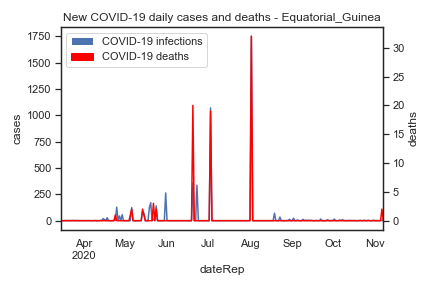 New COVID-19 daily cases and deaths - Equatorial_Guinea
COVID-19 infections
COVID-19 deaths
1750
1500
1250
1000
750
500
250
0
cases
30
25
20
15
10
5
0
deaths
Apr May Jun Jul Aug Sep Oct Nov
2020
dateRep